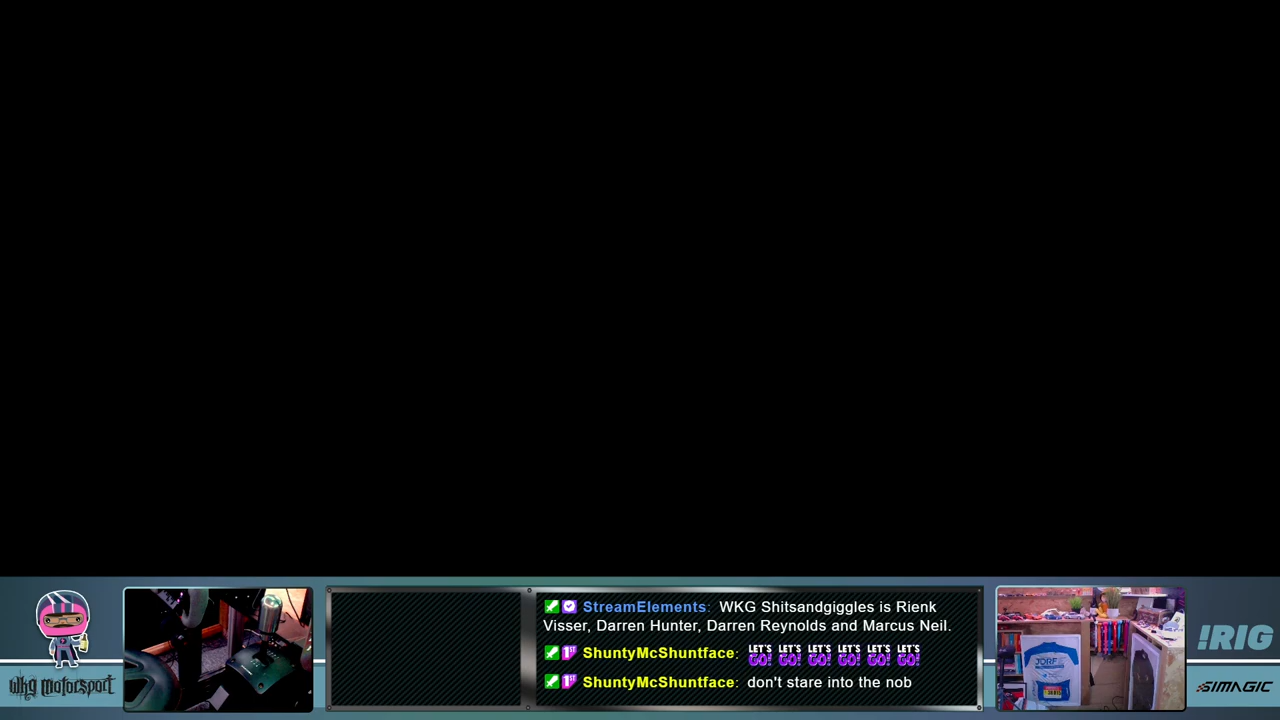 StreamElements: WKG Shitsandgiggles is Rienk
Visser, Darren Hunter, Darren Reynolds and Marcus Neil.
ShuntyMcShuntface: LET'S GO! LET'S GO! LET'S GO! LET'S GO! LET'S GO! LET'S GO!
ShuntyMcShuntface: don't stare into the nob
wkg motorsport
JORF
!RIG
SIMAGIC